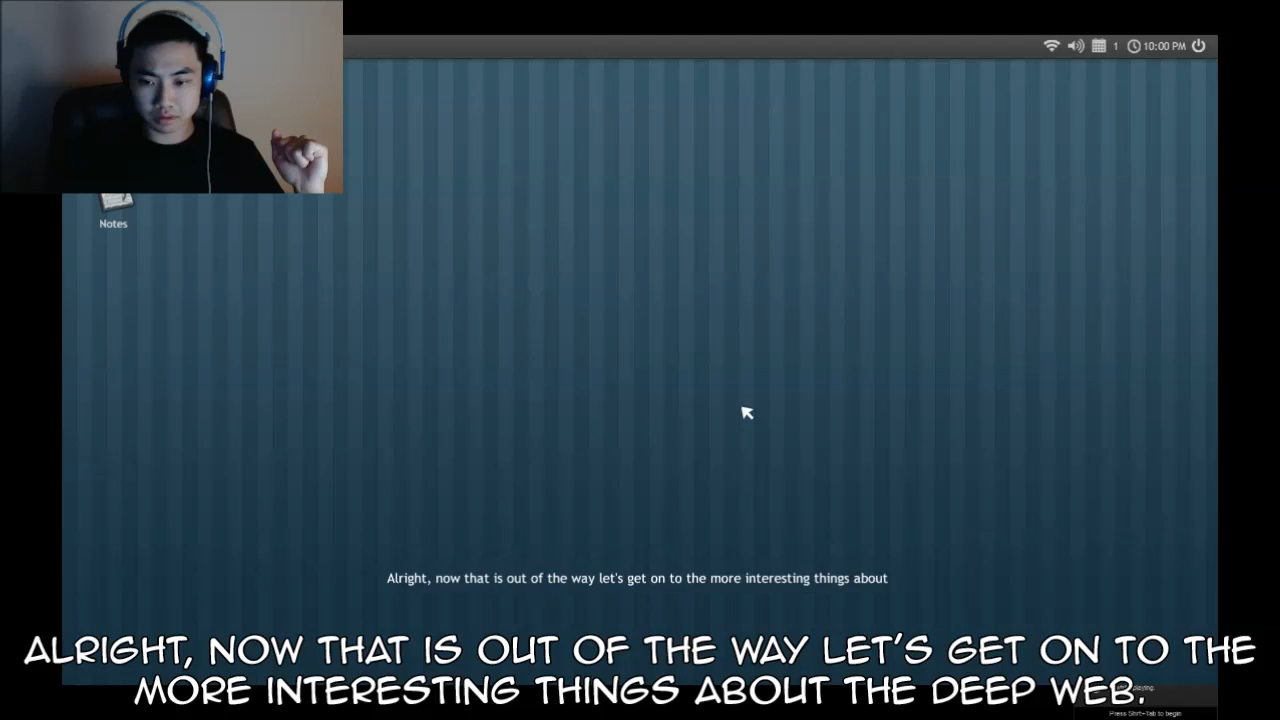 1 10:00 PM
Notes
Alright, now that is out of the way let's get on to the more interesting things about
ALRIGHT, NOW THAT IS OUT OF THE WAY LET'S GET ON TO THE
MORE INTERESTING THINGS ABOUT THE DEEP WEB.
playing.
Press Shift+Tab to begin